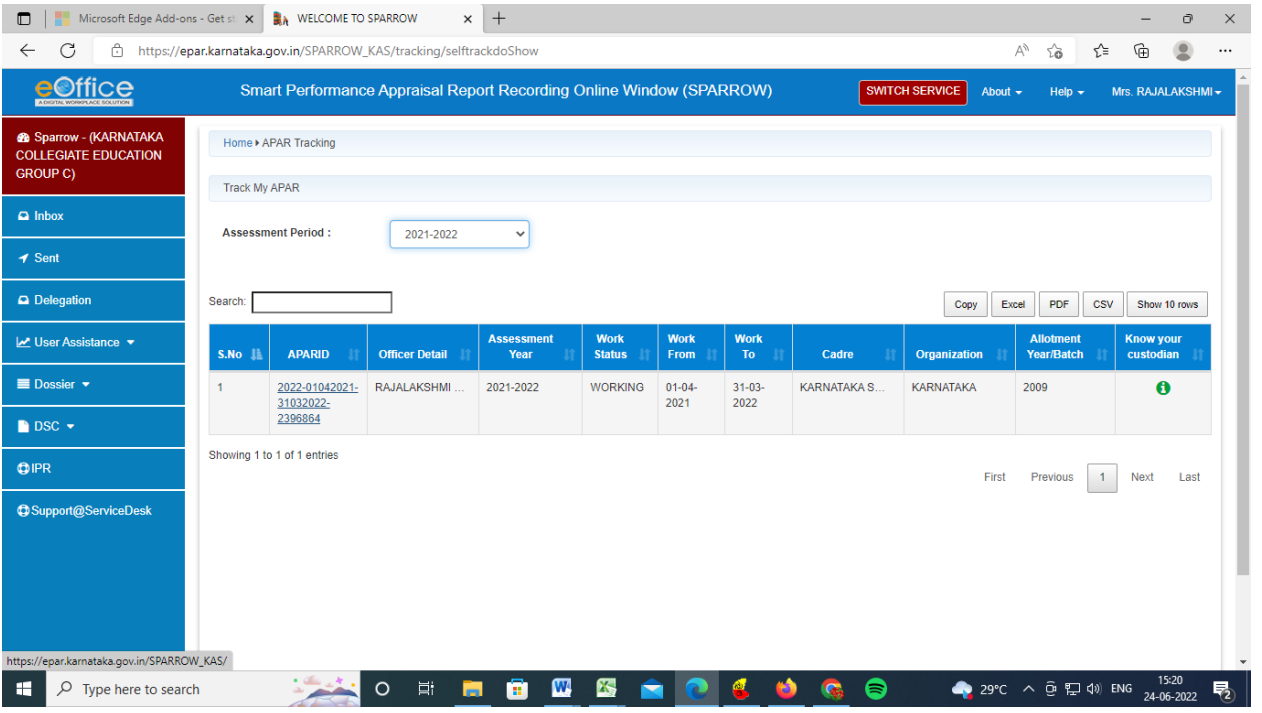 Microsoft Edge Add-ons - Get st
WELCOME TO SPARROW
https://epar.karnataka.gov.in/SPARROW_KAS/tracking/selftrackdoShow
eOffice
A DIGITAL WORKPLACE SOLUTION
Smart Performance Appraisal Report Recording Online Window (SPARROW)
SWITCH SERVICE
About
Help
Mrs. RAJALAKSHMI
Sparrow - (KARNATAKA
COLLEGIATE EDUCATION
GROUP C)
Inbox
Sent
Delegation
User Assistance
Dossier
DSC
IPR
Support@ServiceDesk
Home APAR Tracking
Track My APAR
Assessment Period :
2021-2022
Search:
Copy Excel PDF CSV Show 10 rows
S.No APARID Officer Detail Assessment Year Work Status Work From Work To Cadre Organization Allotment Year/Batch Know your custodian
1 2022-01042021-31032022-2396864 RAJALAKSHMI ... 2021-2022 WORKING 01-04-2021 31-03-2022 KARNATAKA S... KARNATAKA 2009
Showing 1 to 1 of 1 entries
First Previous 1 Next Last
https://epar.karnataka.gov.in/SPARROW_KAS/
Type here to search
29°C
ENG
15:20
24-06-2022
2